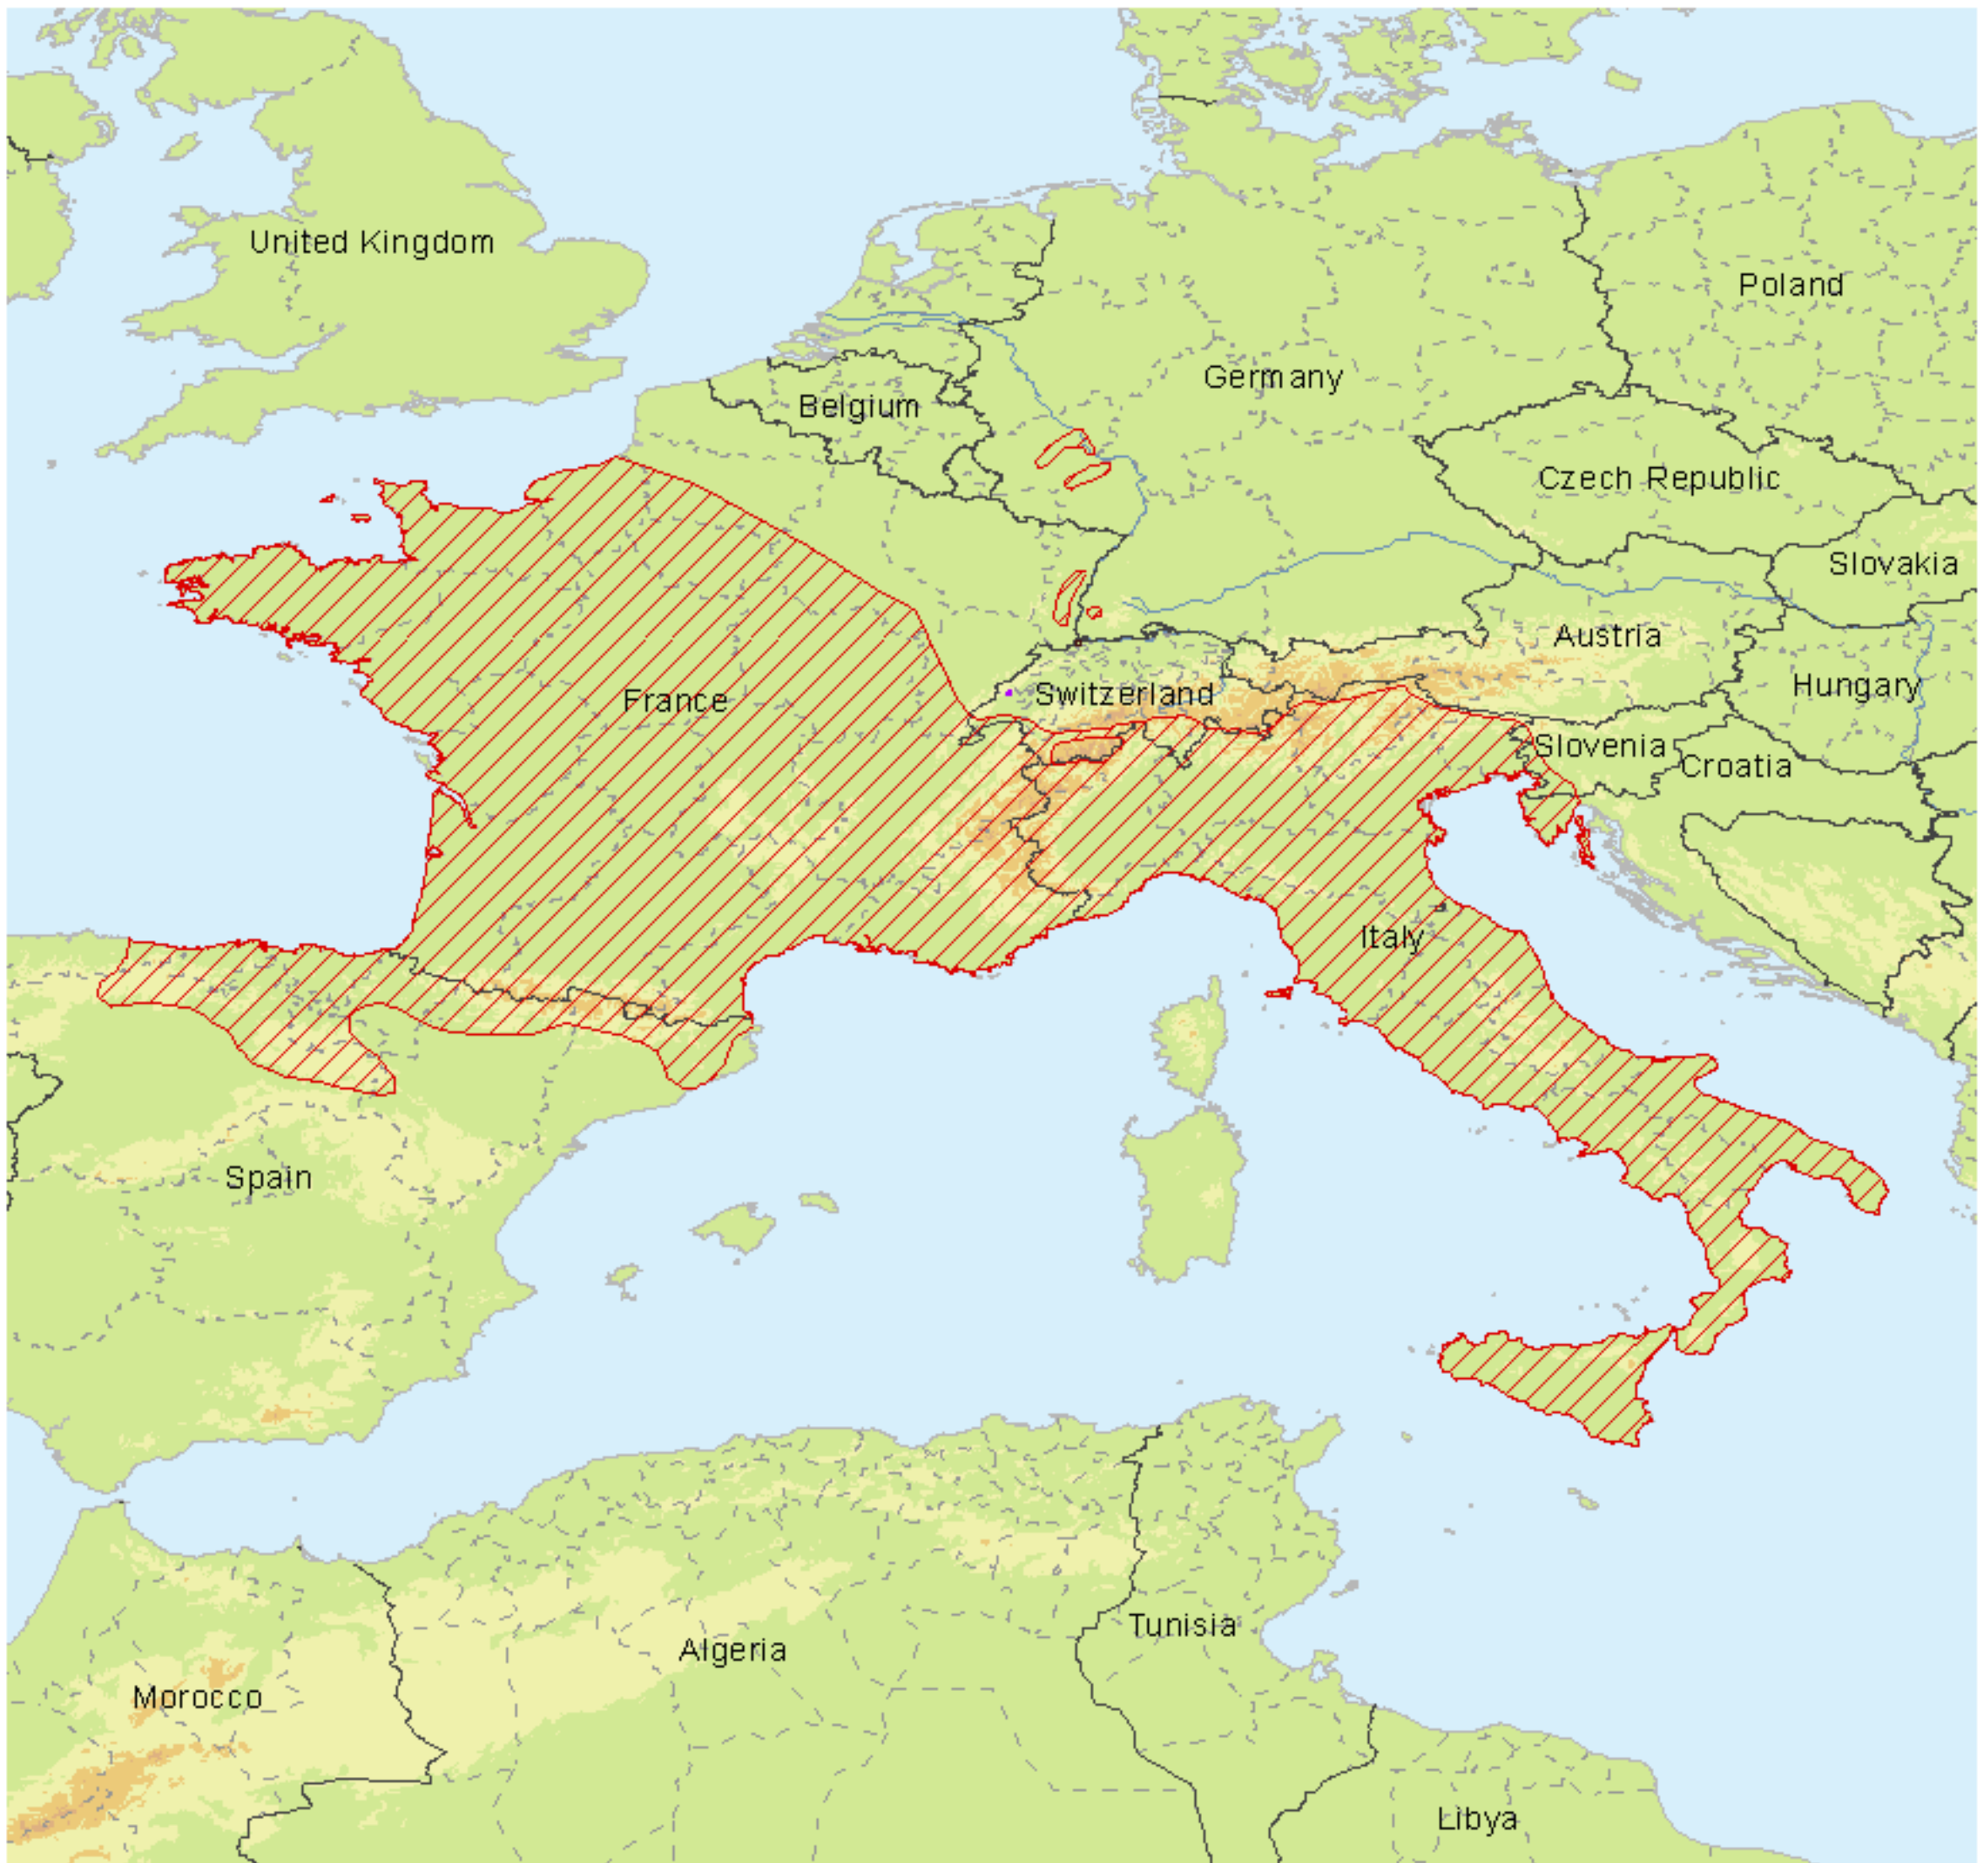 United Kingdom
Poland
Germany
Belgium
Czech Republic
Slovakia
Austria
France
Switzerland
Hungary
Slovenia
Croatia
Italy
Spain
Tunisia
Algeria
Morocco
Libya